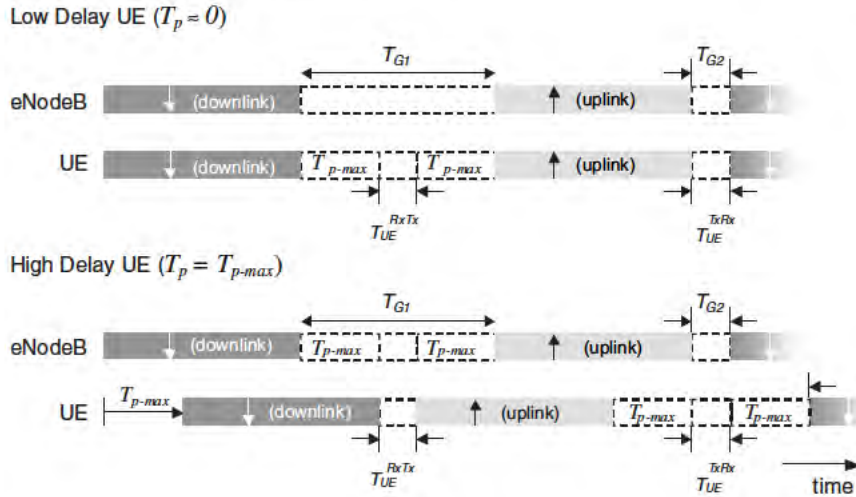 Low Delay UE (Tp ≈ 0)
TG1 TG2
eNodeB (downlink) (uplink)
UE (downlink) Tp-max Tp-max (uplink)
TUE RxTx TUE TxRx
High Delay UE (Tp = Tp-max)
TG1 TG2
eNodeB (downlink) Tp-max Tp-max (uplink)
UE Tp-max (downlink) (uplink) Tp-max Tp-max
TUE RxTx TUE TxRx
time